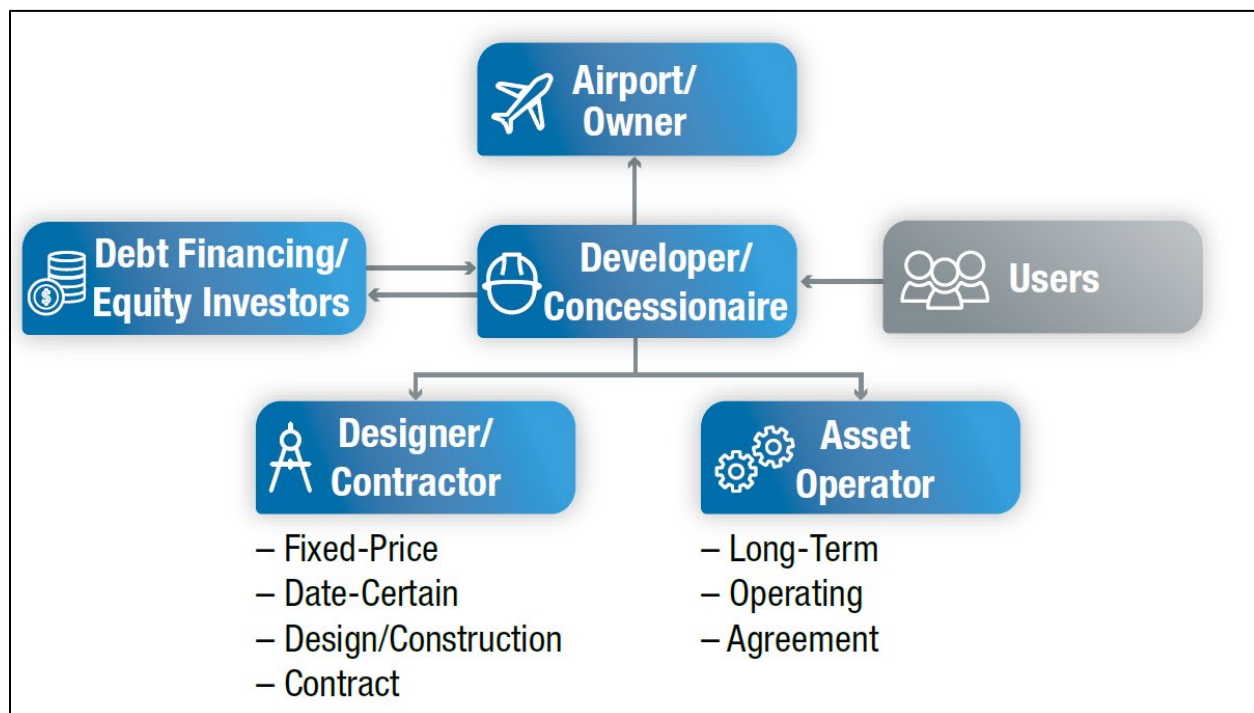 Airport/
Owner
Debt Financing/
Equity Investors
$
Developer/
Concessionaire
Users
Designer/
Contractor
– Fixed-Price
– Date-Certain
– Design/Construction
– Contract
Asset
Operator
– Long-Term
– Operating
– Agreement